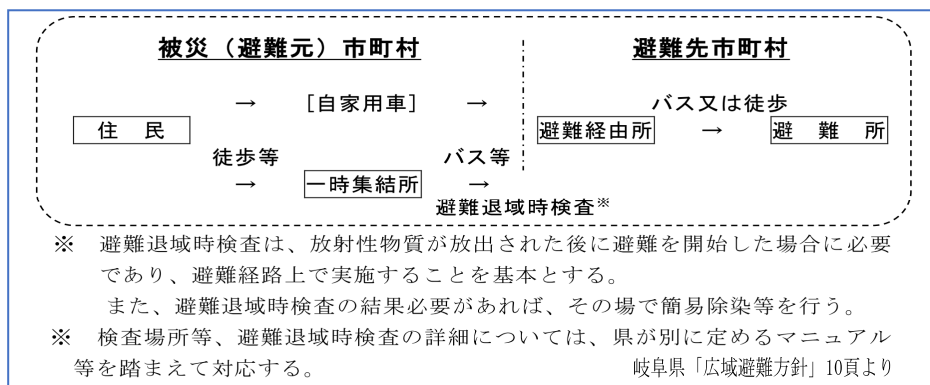 被災（避難元）市町村　避難先市町村
→　［自家用車］　→　バス又は徒歩
住　民　避難経由所　→　避　難　所
徒歩等　バス等
→　一時集結所　→
避難退域時検査※
※　避難退域時検査は、放射性物質が放出された後に避難を開始した場合に必要
であり、避難経路上で実施することを基本とする。
また、避難退域時検査の結果必要があれば、その場で簡易除染等を行う。
※　検査場所等、避難退域時検査の詳細については、県が別に定めるマニュアル
等を踏まえて対応する。　岐阜県「広域避難方針」10頁より